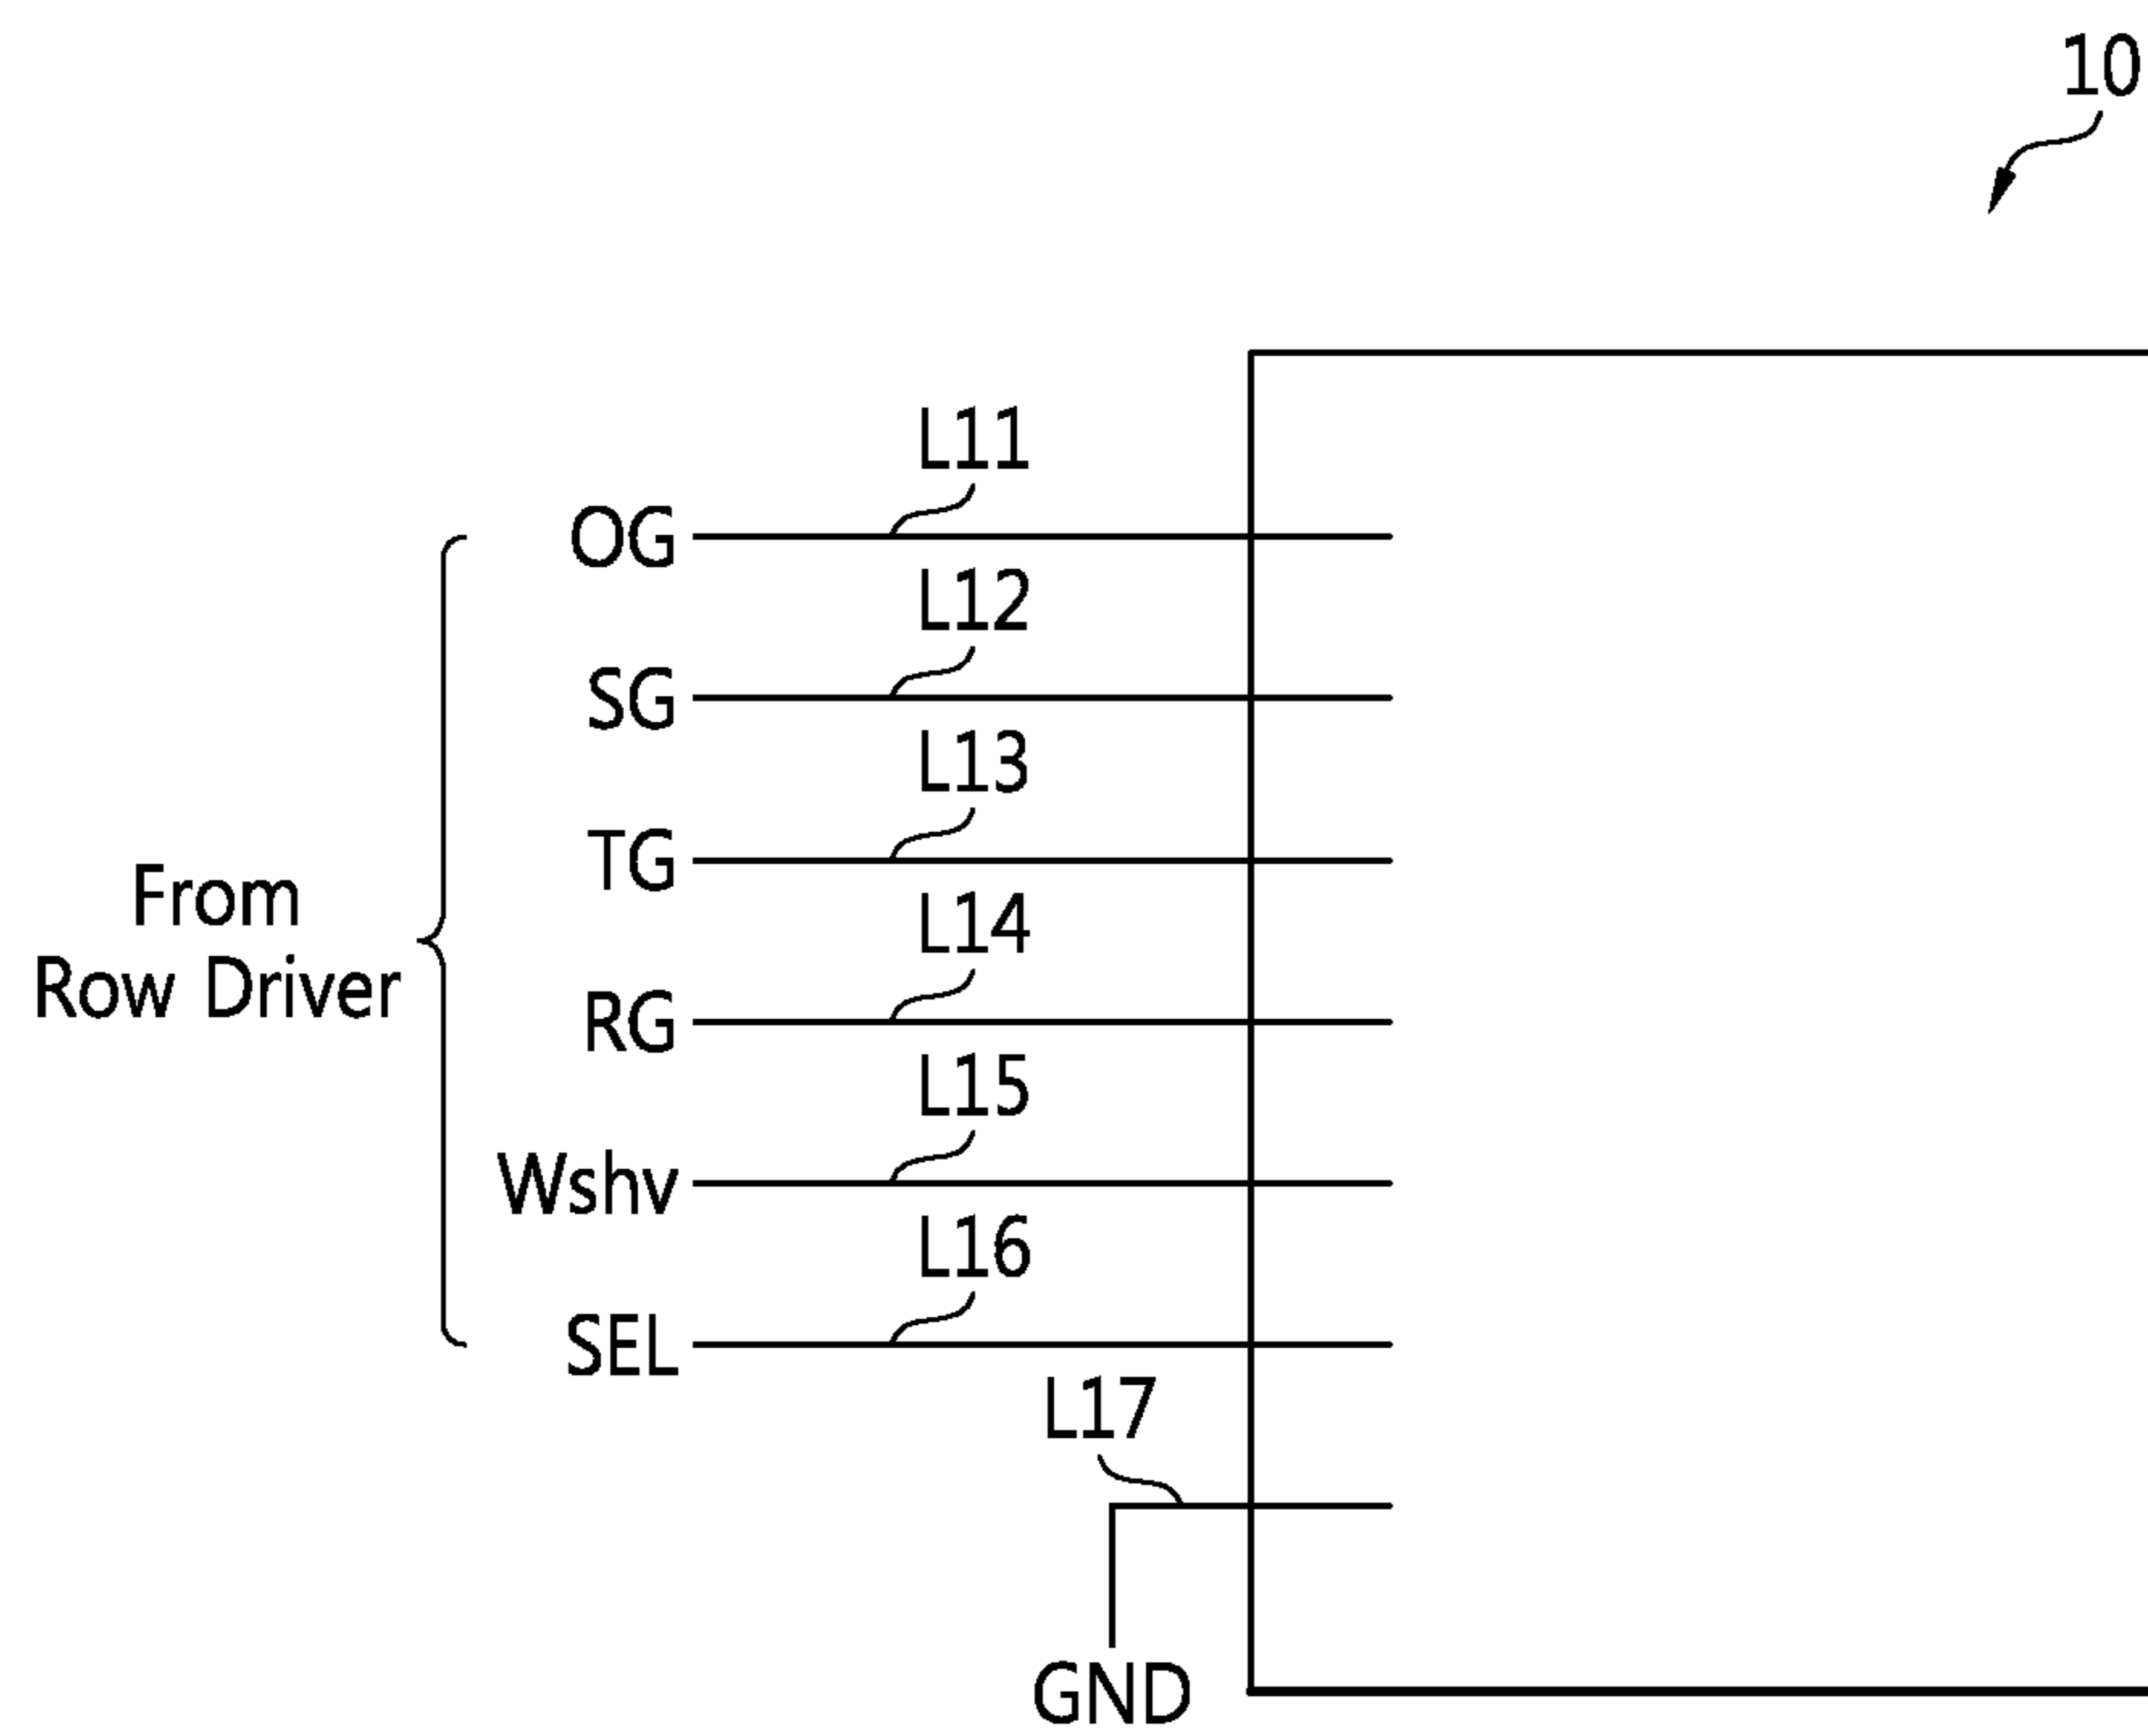 10
L11
OG
L12
SG
L13
TG
L14
From
Row Driver
RG
L15
Wshv
L16
SEL
L17
GND